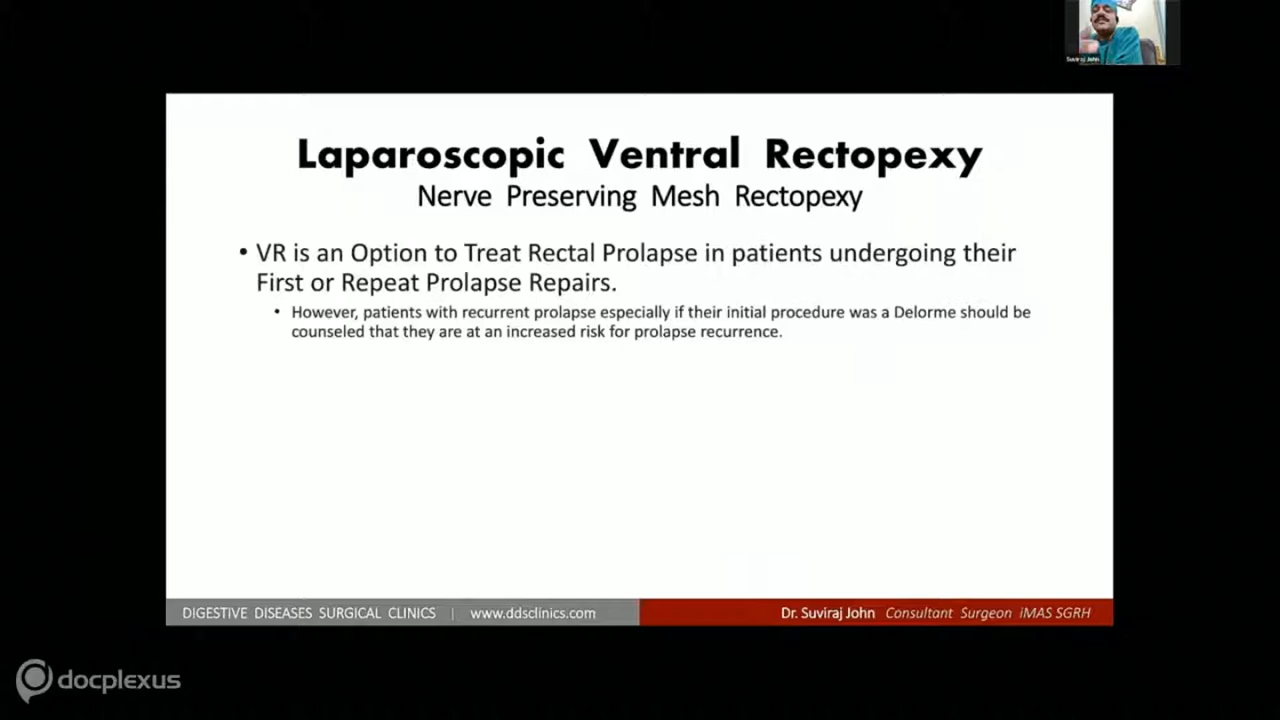 Suviraj John
Laparoscopic Ventral Rectopexy
Nerve Preserving Mesh Rectopexy
• VR is an Option to Treat Rectal Prolapse in patients undergoing their
First or Repeat Prolapse Repairs.
• However, patients with recurrent prolapse especially if their initial procedure was a Delorme should be
counseled that they are at an increased risk for prolapse recurrence.
DIGESTIVE DISEASES SURGICAL CLINICS | www.ddsclinics.com
Dr. Suviraj John Consultant Surgeon iMAS SGRH
docplexus